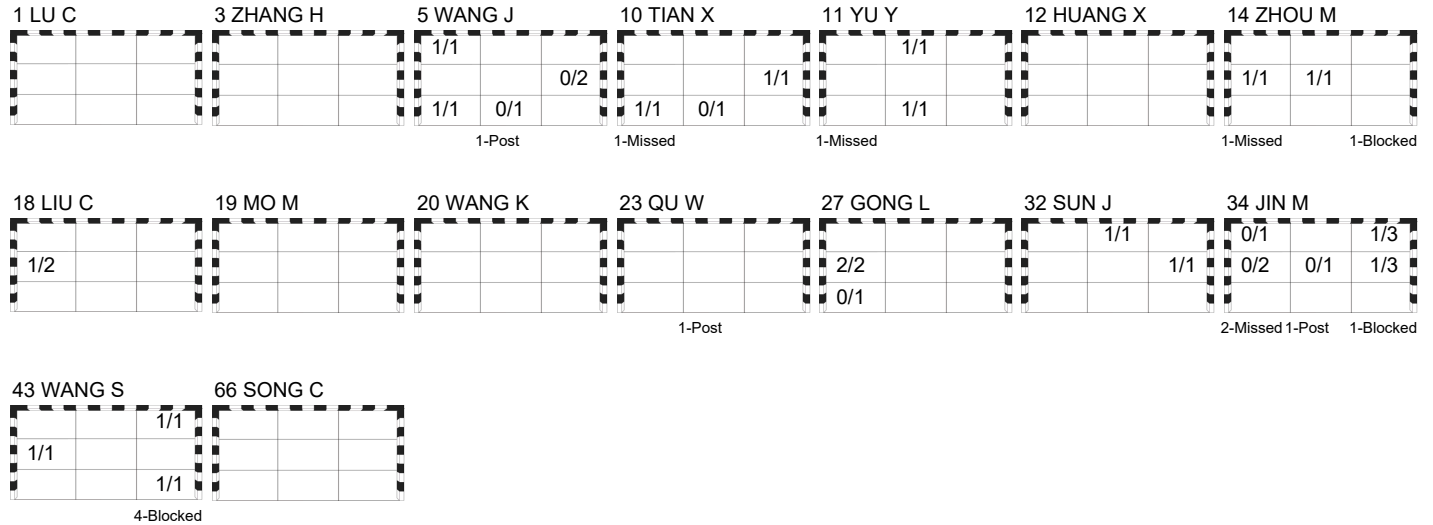 1 LU C 3 ZHANG H 5 WANG J 10 TIAN X 11 YU Y 12 HUANG X 14 ZHOU M
1/1 1/1
0/2 1/1 1/1 1/1
1/1 0/1 1/1 0/1 1/1
1-Post 1-Missed 1-Missed 1-Missed 1-Blocked
18 LIU C 19 MO M 20 WANG K 23 QU W 27 GONG L 32 SUN J 34 JIN M
1/1 0/1 1/3
1/2 2/2 1/1 0/2 0/1 1/3
0/1
1-Post 2-Missed 1-Post 1-Blocked
43 WANG S 66 SONG C
1/1
1/1
1/1
4-Blocked